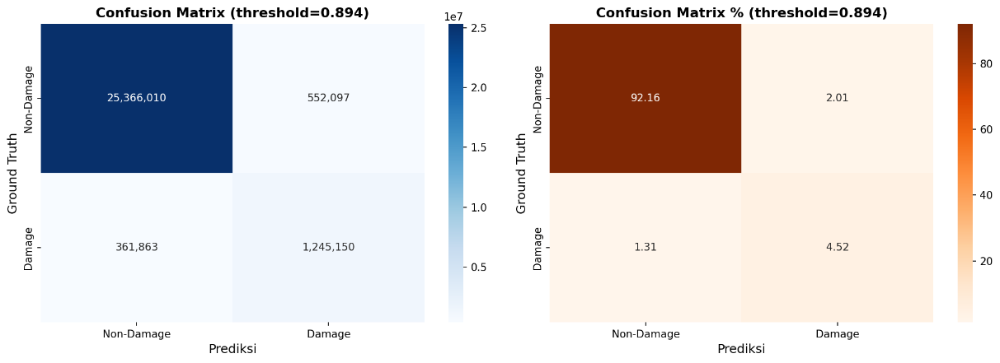 Confusion Matrix (threshold=0.894)
1e7
Non-Damage
Damage
Ground Truth
25,366,010
552,097
361,863
1,245,150
Non-Damage
Damage
Prediksi
2.5
2.0
1.5
1.0
0.5
Confusion Matrix % (threshold=0.894)
Non-Damage
Damage
Ground Truth
92.16
2.01
1.31
4.52
Non-Damage
Damage
Prediksi
80
60
40
20